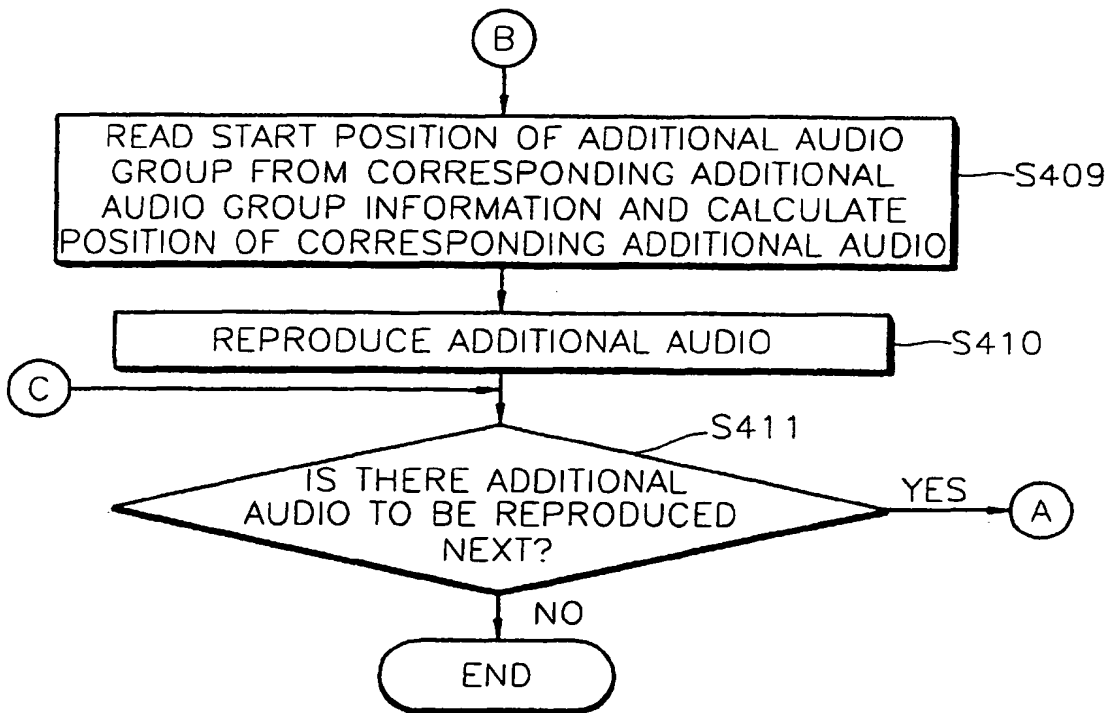 B
READ START POSITION OF ADDITIONAL AUDIO
GROUP FROM CORRESPONDING ADDITIONAL
AUDIO GROUP INFORMATION AND CALCULATE
POSITION OF CORRESPONDING ADDITIONAL AUDIO
S409
REPRODUCE ADDITIONAL AUDIO
S410
C
S411
IS THERE ADDITIONAL
AUDIO TO BE REPRODUCED
NEXT?
YES
A
NO
END